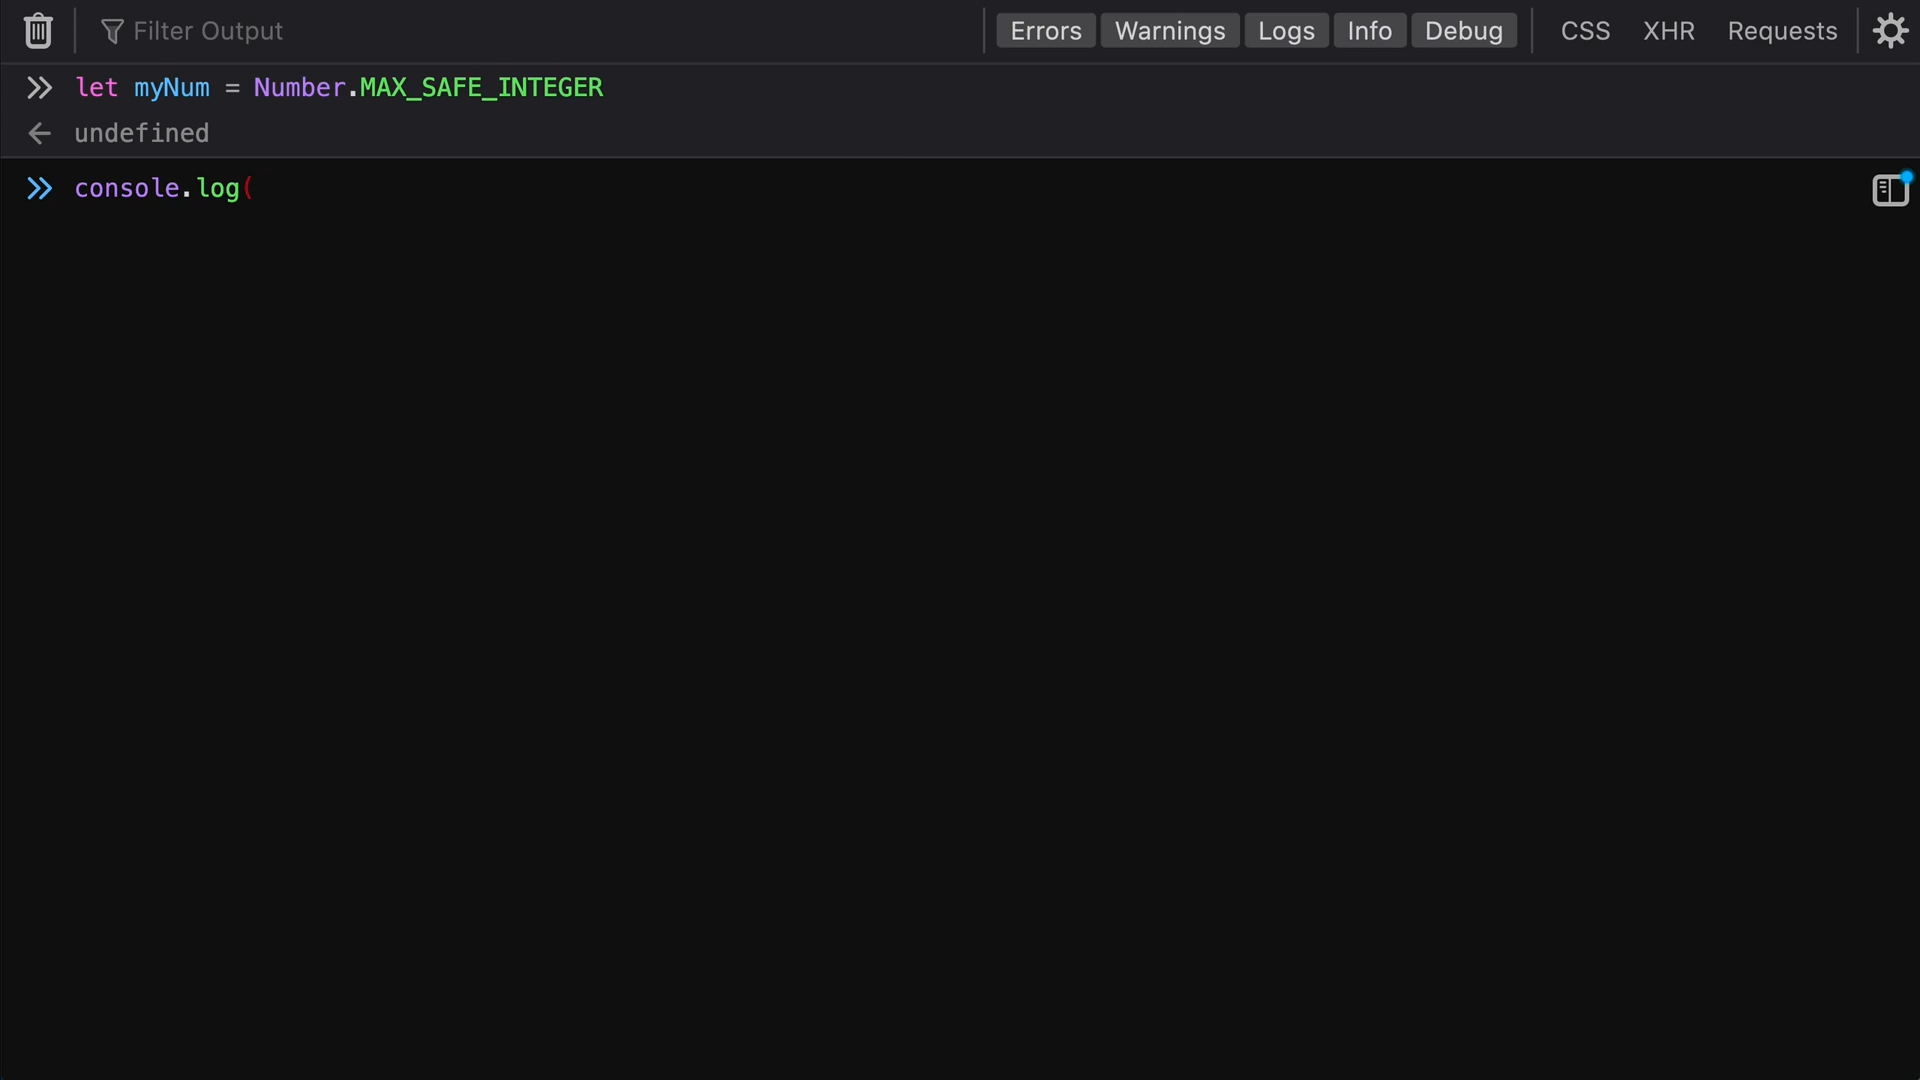 Filter Output Errors Warnings Logs Info Debug CSS XHR Requests
let myNum = Number.MAX_SAFE_INTEGER
undefined
console.log(